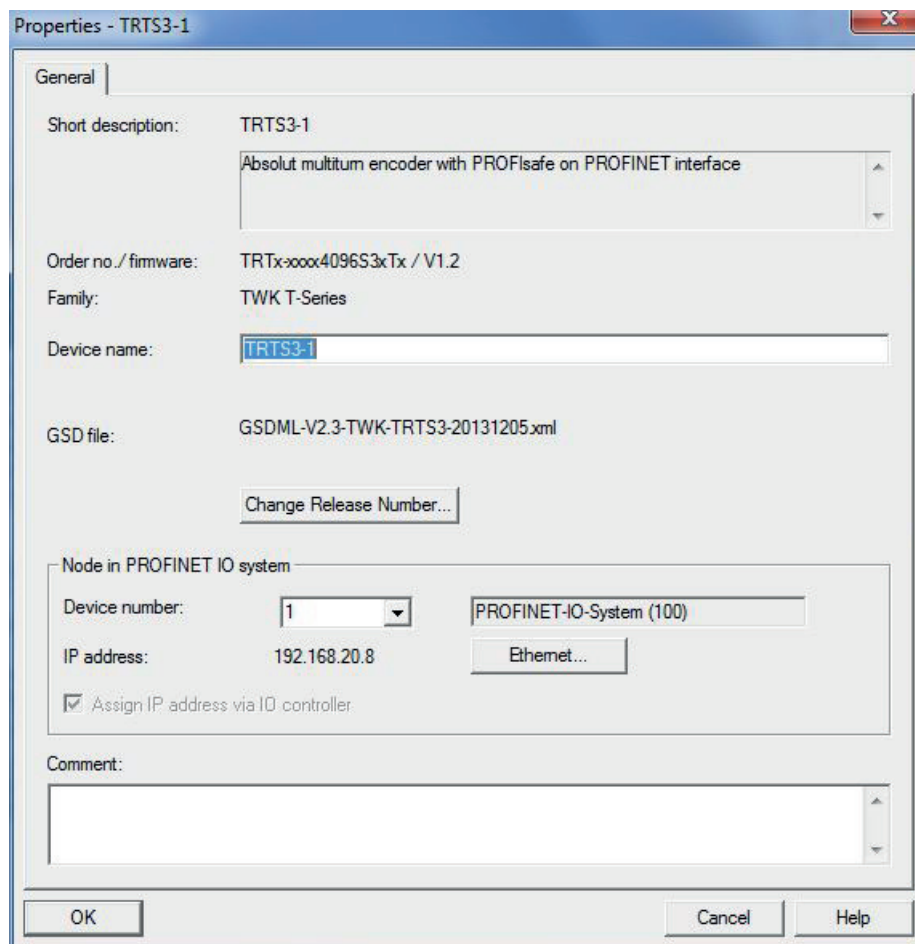 Properties - TRTS3-1
X
General
Short description:
TRTS3-1
Absolut multiturn encoder with PROFIsafe on PROFINET interface
Order no./ firmware:
TRTx-xxxx4096S3xTx / V1.2
Family:
TWK T-Series
Device name:
TRTS3-1
GSD file:
GSDML-V2.3-TWK-TRTS3-20131205.xml
Change Release Number...
Node in PROFINET IO system
Device number:
1
PROFINET-IO-System (100)
IP address:
192.168.20.8
Ethernet...
Assign IP address via IO controller
Comment:
OK
Cancel
Help